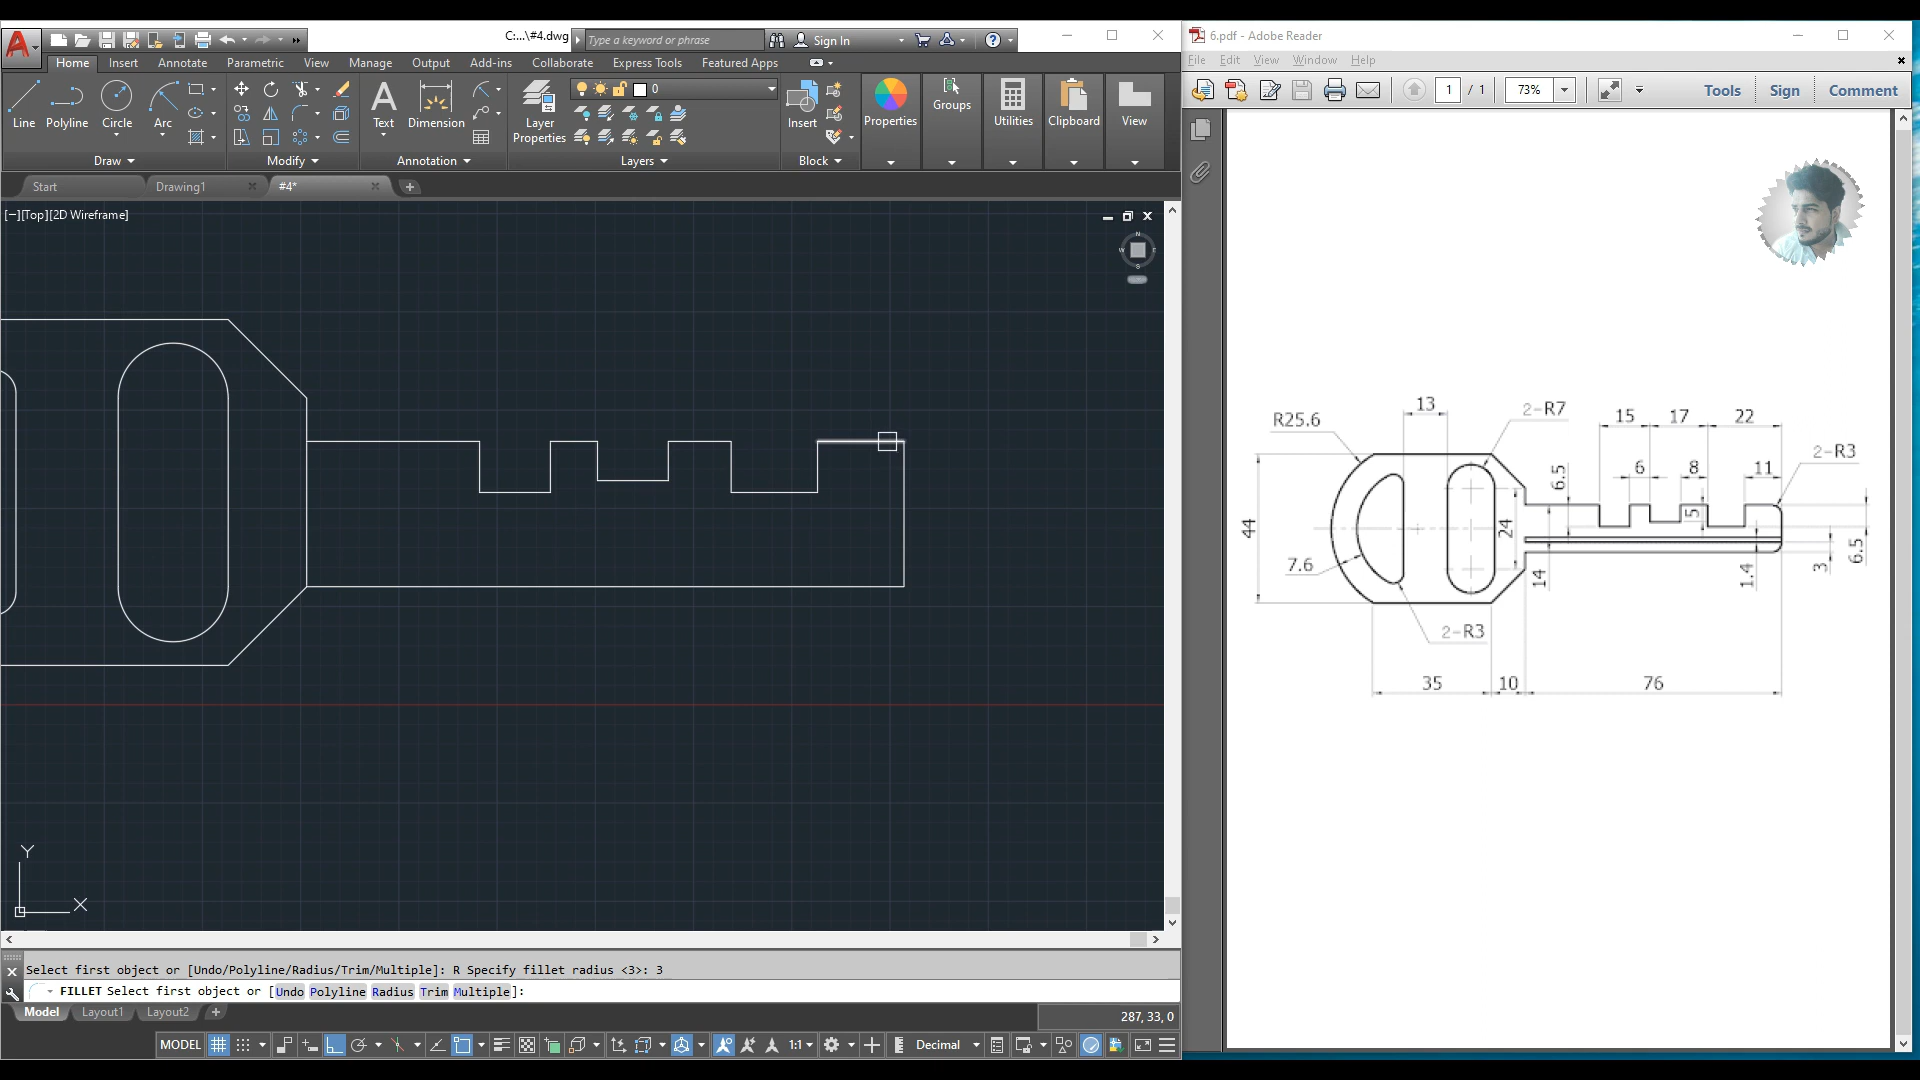 C:...\#4.dwg
Type a keyword or phrase
Sign In
6.pdf - Adobe Reader
Home Insert Annotate Parametric View Manage Output Add-ins Collaborate Express Tools Featured Apps
File Edit View Window Help
1 / 1
73%
Tools Sign Comment
Line Polyline Circle Arc
Text Dimension
Layer Properties
0
Insert
Properties
Groups
Utilities
Clipboard
View
Draw Modify Annotation Layers Block
Start Drawing1 #4*
[−][Top][2D Wireframe]
N
W
S
Y
X
R25.6
13
2-R7
15
17
22
2-R3
6.5
6
8
11
5
44
24
7.6
14
1.4
3
6.5
2-R3
35
10
76
Select first object or [Undo/Polyline/Radius/Trim/Multiple]: R Specify fillet radius <3>: 3
FILLET Select first object or [Undo Polyline Radius Trim Multiple]:
Model Layout1 Layout2
287, 33, 0
MODEL
1:1
Decimal